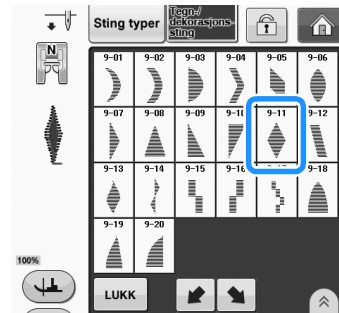 Sting typer
Tegn-/
dekorasjons-
sting
N
9-01 9-02 9-03 9-04 9-05 9-06
9-07 9-08 9-09 9-10 9-11 9-12
9-13 9-14 9-15 9-16 9-18
9-19 9-20
100%
LUKK